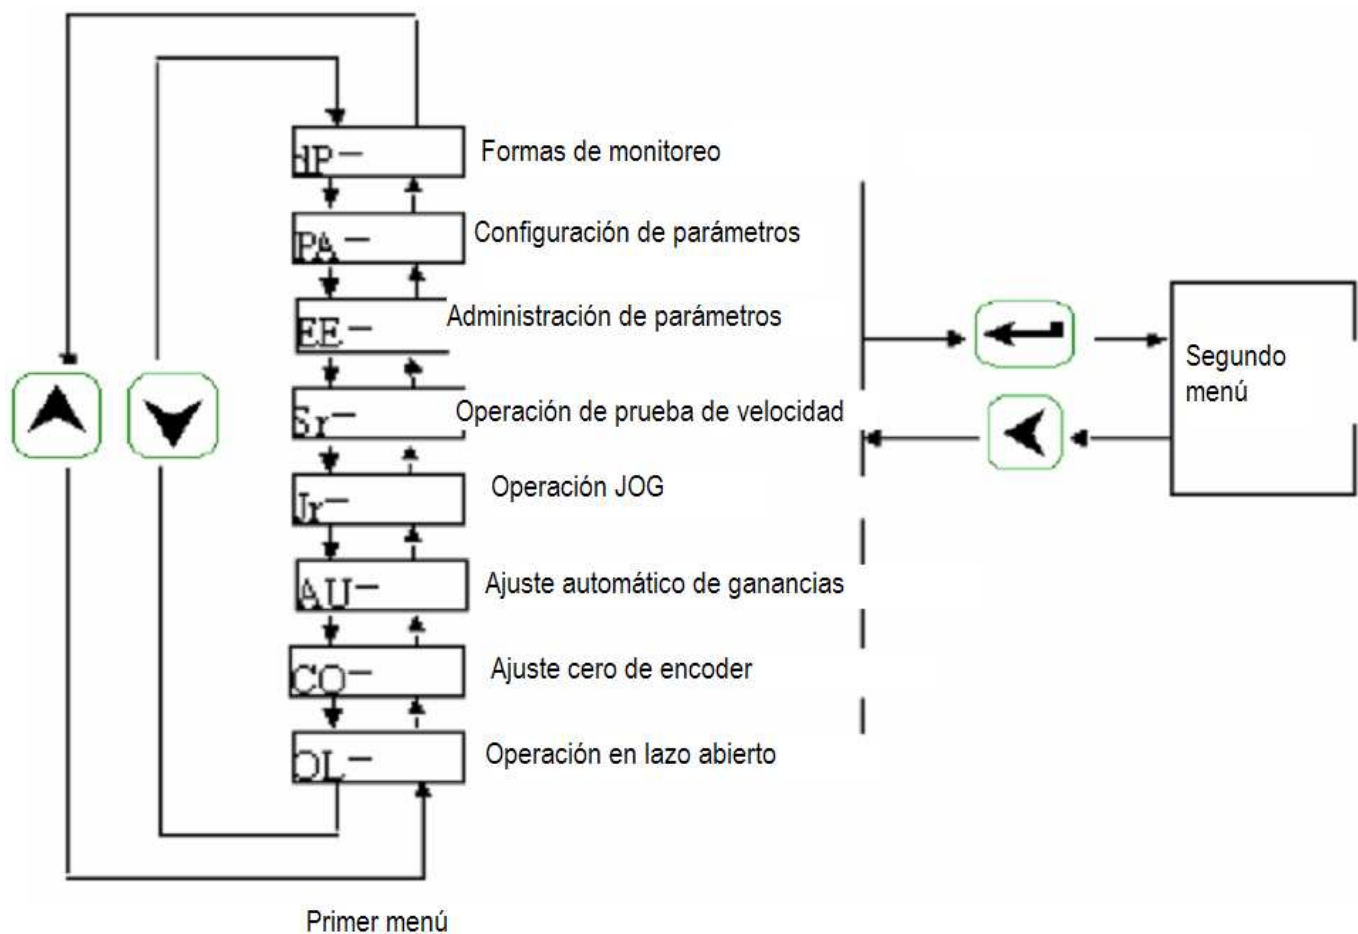 dP-
Formas de monitoreo
PA-
Configuración de parámetros
EE-
Administración de parámetros
Sr-
Operación de prueba de velocidad
Jr-
Operación JOG
AU-
Ajuste automático de ganancias
CO-
Ajuste cero de encoder
OL-
Operación en lazo abierto
Segundo
menú
Primer menú